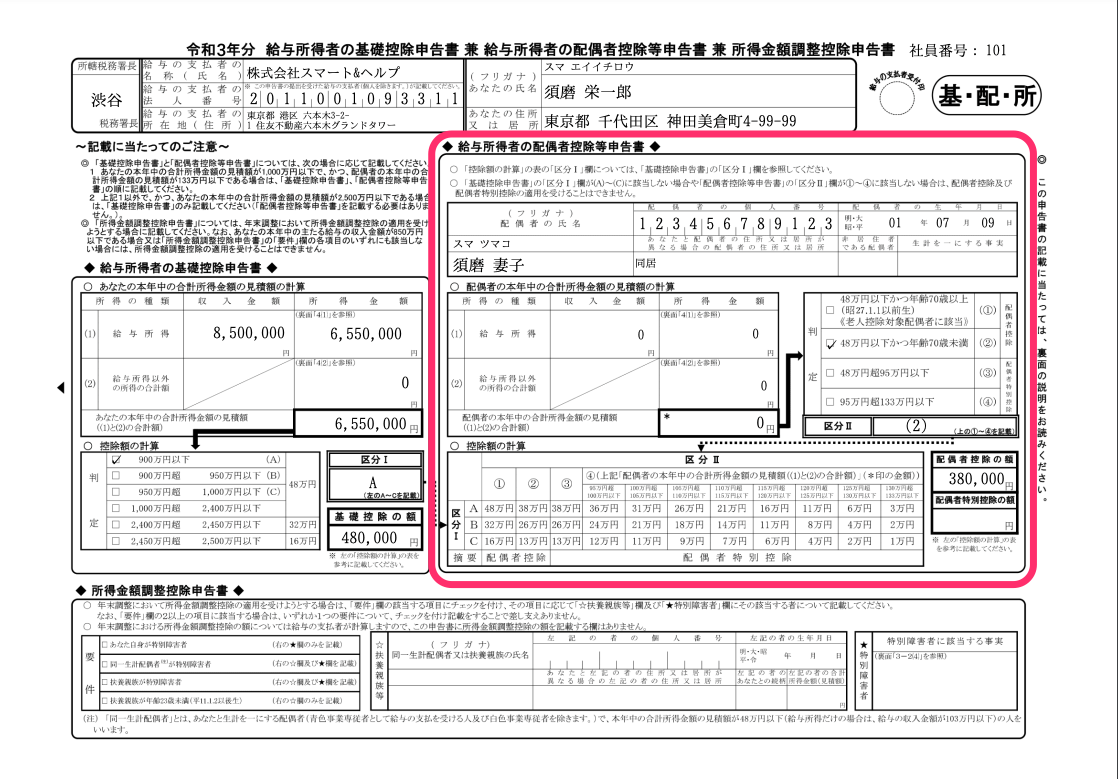 令和3年分 給与所得者の基礎控除申告書 兼 給与所得者の配偶者控除等申告書 兼 所得金額調整控除申告書 社員番号：101
所轄税務署長
渋谷
税務署長
給与の支払者の名称（氏名）
株式会社スマート&ヘルプ
給与の支払者の法人番号
※ この申告書の提出を受けた給与の支払者（個人を除きます。）が記載してください。
2011001093311
給与の支払者の所在地（住所）
東京都 港区 六本木3-2-
1 住友不動産六本木グランドタワー
（フリガナ）
あなたの氏名
スマ エイイチロウ
須磨 栄一郎
あなたの住所又は居所
東京都 千代田区 神田美倉町4-99-99
給与の支払者受付印
基・配・所
～記載に当たってのご注意～
◎ 「基礎控除申告書」と「配偶者控除等申告書」については、次の場合に応じて記載してください。
1 あなたの本年中の合計所得金額の見積額が1,000万円以下で、かつ、配偶者の本年中の合
計所得金額の見積額が133万円以下である場合は、「基礎控除申告書」、「配偶者控除等申告
書」の順に記載してください。
2 上記1以外で、かつ、あなたの本年中の合計所得金額の見積額が2,500万円以下である場合
は、「基礎控除申告書」のみ記載してください（「配偶者控除等申告書」を記載する必要はありま
せん。）。
◎ 「所得金額調整控除申告書」については、年末調整において所得金額調整控除の適用を受け
ようとする場合に記載してください。なお、あなたの本年中の主たる給与の収入金額が850万円
以下である場合又は「所得金額調整控除申告書」の「要件」欄の各項目のいずれにも該当しな
い場合には、所得金額調整控除の適用を受けることはできません。
◆ 給与所得者の基礎控除申告書 ◆
○ あなたの本年中の合計所得金額の見積額の計算
所得の種類 収入金額 所得金額
(1) 給与所得 8,500,000 円 （裏面「4(1)」を参照） 6,550,000 円
(2) 給与所得以外の所得の合計額 （裏面「4(2)」を参照） 0 円
あなたの本年中の合計所得金額の見積額
（(1)と(2)の合計額） 6,550,000 円
○ 控除額の計算
判定
☑ 900万円以下 (A)
□ 900万円超 950万円以下 (B)
□ 950万円超 1,000万円以下 (C)
□ 1,000万円超 2,400万円以下
48万円
□ 2,400万円超 2,450万円以下 32万円
□ 2,450万円超 2,500万円以下 16万円
区分Ⅰ
A
（左のA～Cを記載）
基礎控除の額
480,000 円
※ 左の「控除額の計算」の表を
参考に記載してください。
◆ 給与所得者の配偶者控除等申告書 ◆
○ 「控除額の計算」の表の「区分Ⅰ」欄については、「基礎控除申告書」の「区分Ⅰ」欄を参照してください。
○ 「基礎控除申告書」の「区分Ⅰ」欄が(A)～(C)に該当しない場合や「配偶者控除等申告書」の「区分Ⅱ」欄が①～④に該当しない場合は、配偶者控除及び
配偶者特別控除の適用を受けることはできません。
（フリガナ）
配偶者の氏名
配偶者の個人番号
配偶者の生年月日
123456789123
明・大
昭・平
01 年 07 月 09 日
スマ ツマコ
須磨 妻子
あなたと配偶者の住所又は居所が
異なる場合の配偶者の住所又は居所
非居住者
である配偶者
生計を一にする事実
同居
○ 配偶者の本年中の合計所得金額の見積額の計算
所得の種類 収入金額 所得金額
(1) 給与所得 0 円 （裏面「4(1)」を参照） 0 円
(2) 給与所得以外の所得の合計額 （裏面「4(2)」を参照） 0 円
配偶者の本年中の合計所得金額の見積額
（(1)と(2)の合計額） ＊ 0 円
判定
□ 48万円以下かつ年齢70歳以上
（昭27.1.1以前生）
《老人控除対象配偶者に該当》 (①)
☑ 48万円以下かつ年齢70歳未満 (②)
配偶者控除
□ 48万円超95万円以下 (③)
□ 95万円超133万円以下 (④)
配偶者特別控除
区分Ⅱ (2) （上の①～④を記載）
○ 控除額の計算
区分Ⅱ
① ② ③ ④（上記「配偶者の本年中の合計所得金額の見積額（(1)と(2)の合計額）」（＊印の金額））
95万円超100万円以下 100万円超105万円以下 105万円超110万円以下 110万円超115万円以下 115万円超120万円以下 120万円超125万円以下 125万円超130万円以下 130万円超133万円以下
区分Ⅰ
A 48万円 38万円 38万円 36万円 31万円 26万円 21万円 16万円 11万円 6万円 3万円
B 32万円 26万円 26万円 24万円 21万円 18万円 14万円 11万円 8万円 4万円 2万円
C 16万円 13万円 13万円 12万円 11万円 9万円 7万円 6万円 4万円 2万円 1万円
摘要 配偶者控除 配偶者特別控除
配偶者控除の額
380,000 円
配偶者特別控除の額
円
※ 左の「控除額の計算」の表
を参考に記載してください。
◎ この申告書の記載に当たっては、裏面の説明をお読みください。
◆ 所得金額調整控除申告書 ◆
○ 年末調整において所得金額調整控除の適用を受けようとする場合は、「要件」欄の該当する項目にチェックを付け、その項目に応じて「☆扶養親族等」欄及び「★特別障害者」欄にその該当する者について記載してください。
なお、「要件」欄の2以上の項目に該当する場合は、いずれか1つの要件について、チェックを付け記載をすることで差し支えありません。
○ 年末調整における所得金額調整控除の額については給与の支払者が計算しますので、この申告書に所得金額調整控除の額を記載する欄はありません。
要件
□ あなた自身が特別障害者 （右の★欄のみを記載）
□ 同一生計配偶者(注)が特別障害者 （右の☆欄及び★欄を記載）
□ 扶養親族が特別障害者 （右の☆欄及び★欄を記載）
□ 扶養親族が年齢23歳未満（平11.1.2以後生） （右の☆欄のみを記載）
☆扶養親族等
（フリガナ）
同一生計配偶者又は扶養親族の氏名
左記の者の個人番号
左記の者の生年月日
明・大・昭
平・令
年 月 日
あなたと左記の者の住所又は居所が
異なる場合の左記の者の住所又は居所
左記の者の
あなたとの続柄
左記の者の合計
所得金額（見積額）
円
★特別障害者
特別障害者に該当する事実
（裏面「3－2(4)」を参照）
（注） 「同一生計配偶者」とは、あなたと生計を一にする配偶者（青色事業専従者として給与の支払を受ける人及び白色事業専従者を除きます。）で、本年中の合計所得金額の見積額が48万円以下（給与所得だけの場合は、給与の収入金額が103万円以下）の人を
いいます。